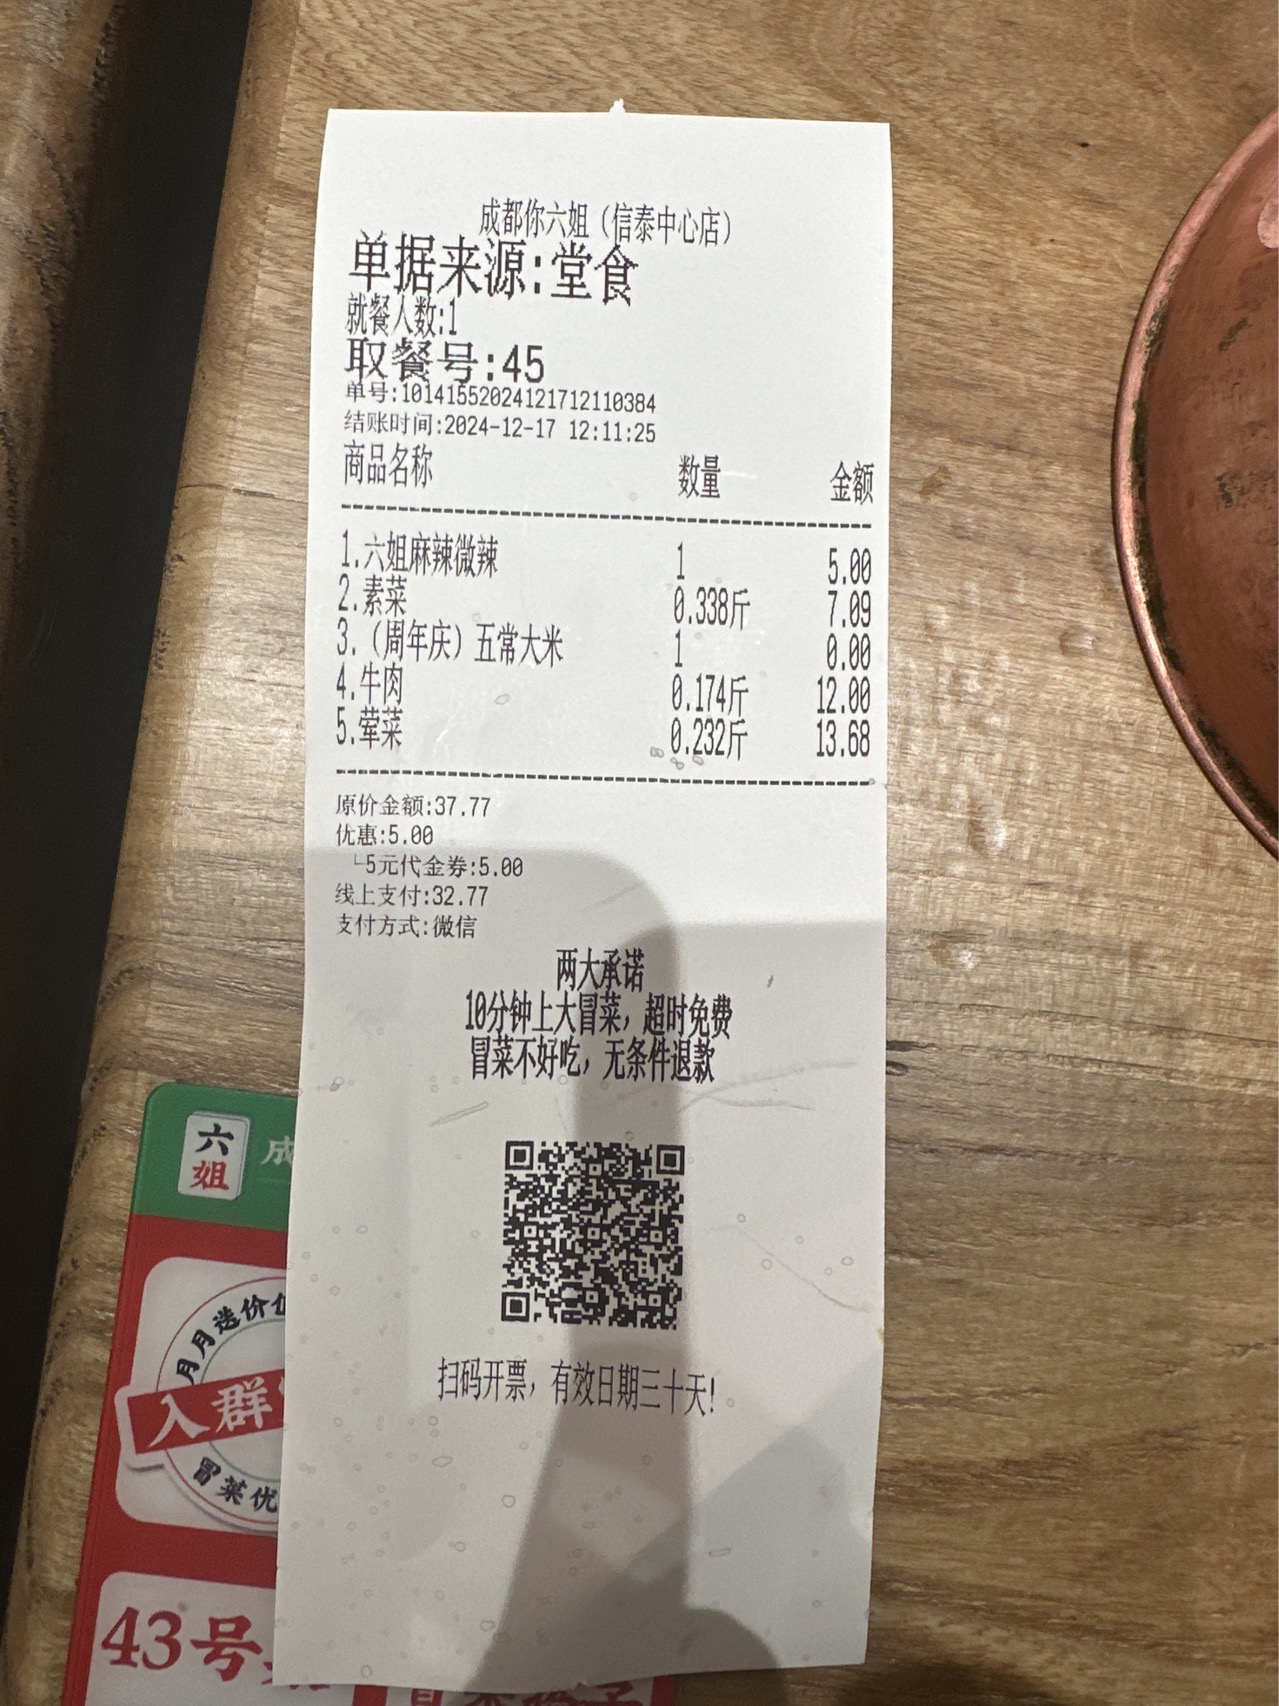 成都你六姐（信泰中心店）
单据来源:堂食
就餐人数:1
取餐号:45
单号:10141552024121712110384
结账时间:2024-12-17 12:11:25
商品名称 数量 金额
1.六姐麻辣微辣 1 5.00
2.素菜 0.338斤 7.09
3.（周年庆）五常大米 1 0.00
4.牛肉 0.174斤 12.00
5.荤菜 0.232斤 13.68
原价金额:37.77
优惠:5.00
└5元代金券:5.00
线上支付:32.77
支付方式:微信
两大承诺
10分钟上大冒菜，超时免费
冒菜不好吃，无条件退款
扫码开票，有效日期三十天!
六姐
成
月月送价
入群
冒菜优
43号